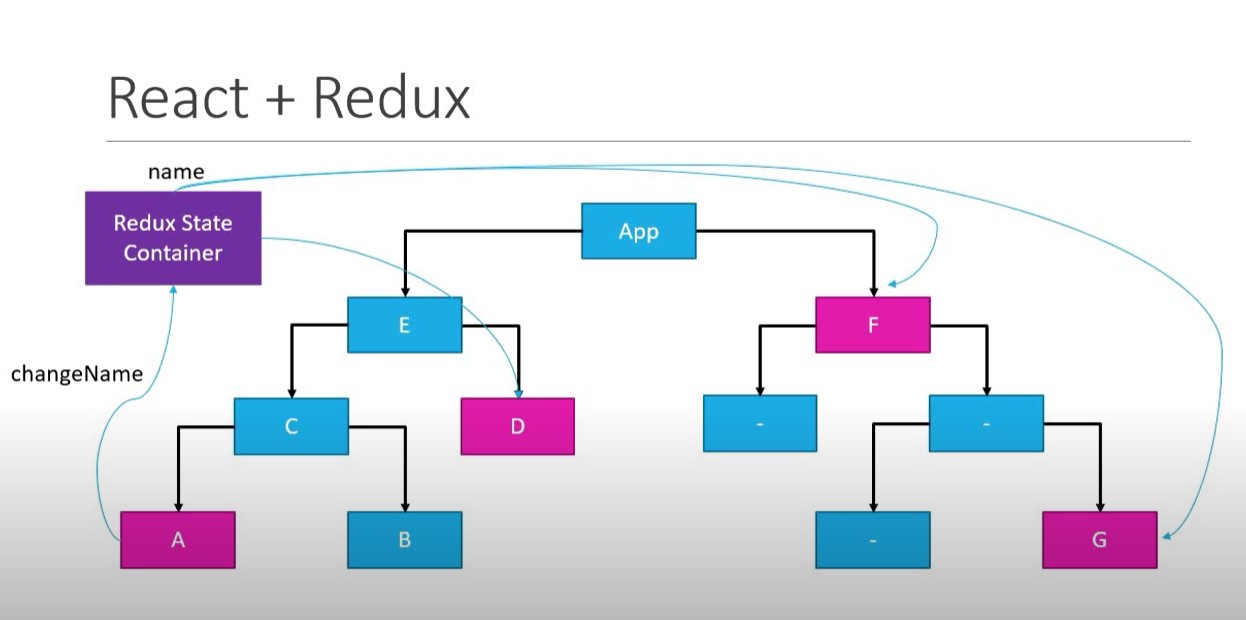 React + Redux
name
Redux State
Container
App
E
F
changeName
C
D
-
-
A
B
-
G